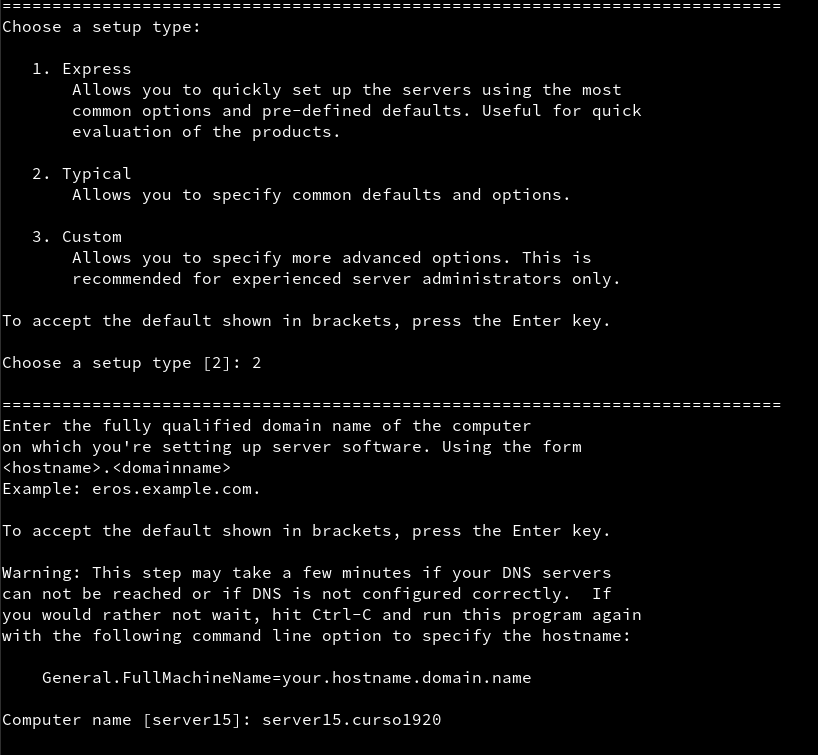 ==============================================================================
Choose a setup type:
1. Express
Allows you to quickly set up the servers using the most
common options and pre-defined defaults. Useful for quick
evaluation of the products.
2. Typical
Allows you to specify common defaults and options.
3. Custom
Allows you to specify more advanced options. This is
recommended for experienced server administrators only.
To accept the default shown in brackets, press the Enter key.
Choose a setup type [2]: 2
==============================================================================
Enter the fully qualified domain name of the computer
on which you're setting up server software. Using the form
<hostname>.<domainname>
Example: eros.example.com.
To accept the default shown in brackets, press the Enter key.
Warning: This step may take a few minutes if your DNS servers
can not be reached or if DNS is not configured correctly.  If
you would rather not wait, hit Ctrl-C and run this program again
with the following command line option to specify the hostname:
General.FullMachineName=your.hostname.domain.name
Computer name [server15]: server15.curso1920